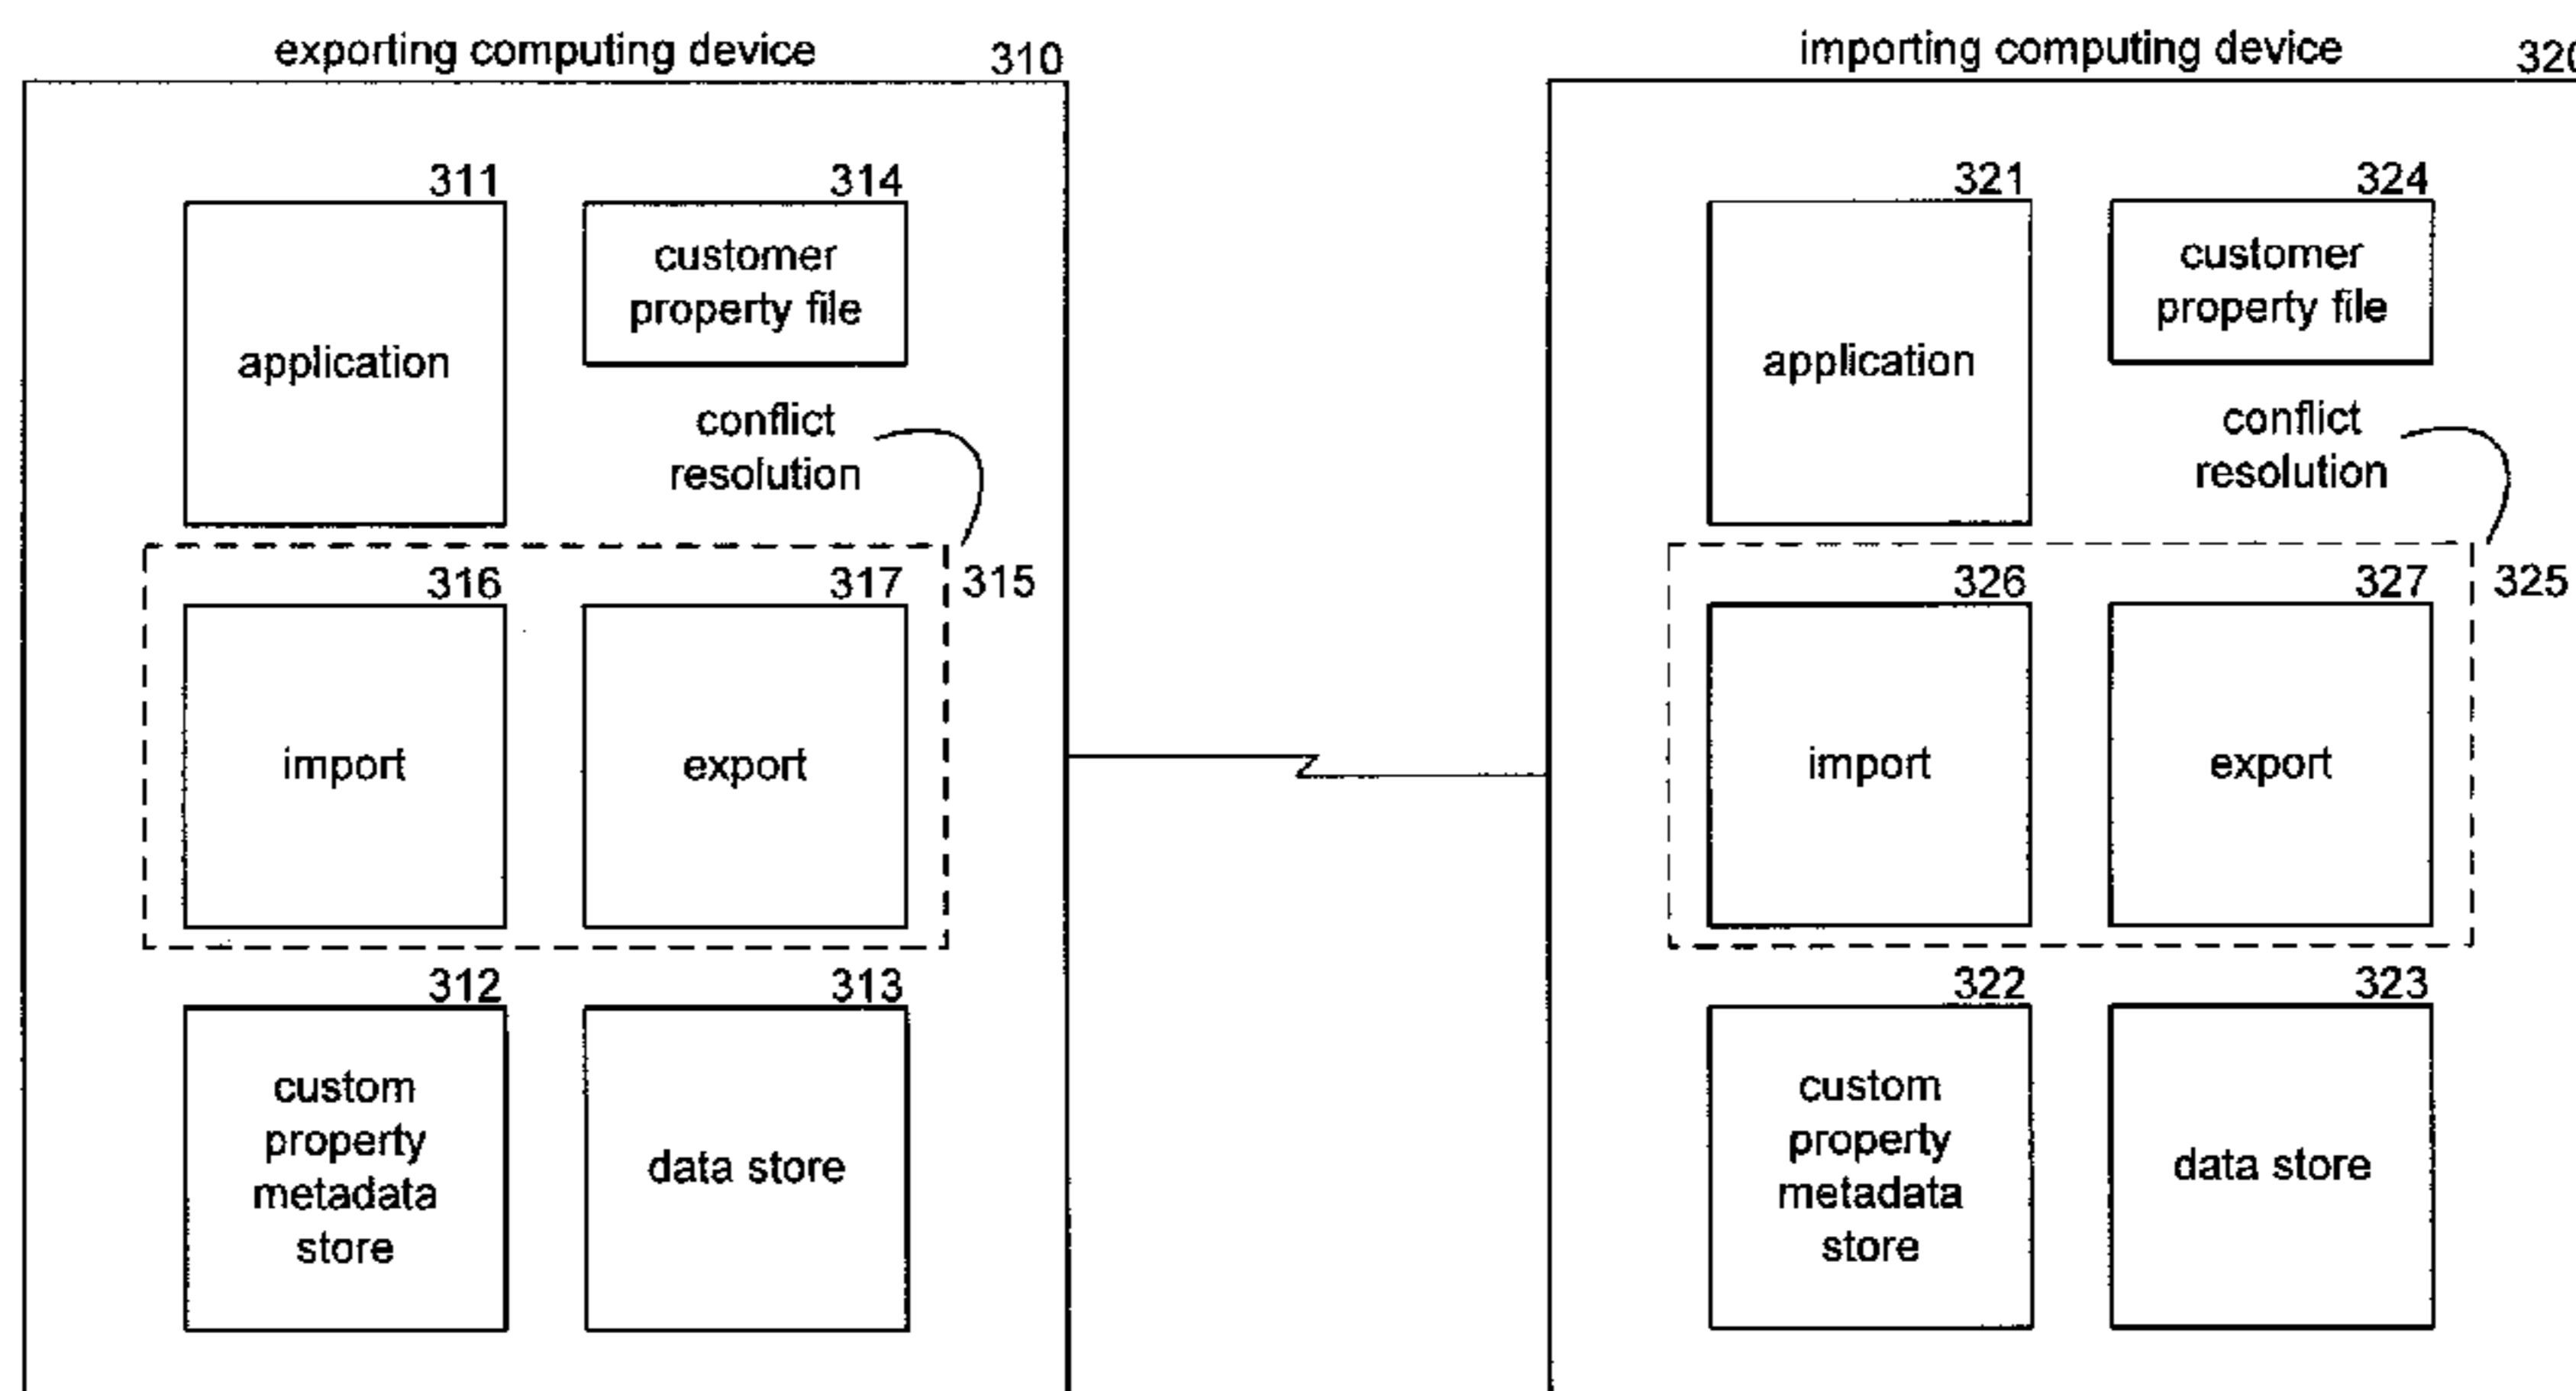 exporting computing device
310
311
application
314
customer
property file
conflict
resolution
315
316
import
317
export
312
custom
property
metadata
store
313
data store
importing computing device
320
321
application
324
customer
property file
conflict
resolution
325
326
import
327
export
322
custom
property
metadata
store
323
data store